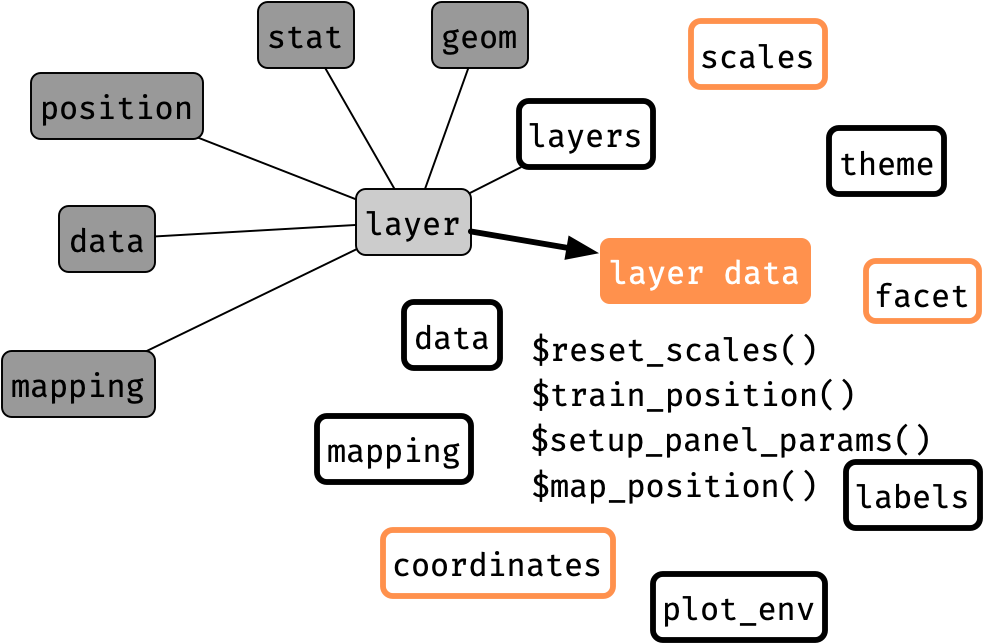 stat
geom
scales
position
layers
theme
layer
data
layer data
facet
data
$reset_scales()
$train_position()
mapping
mapping
$setup_panel_params()
$map_position()
labels
coordinates
plot_env